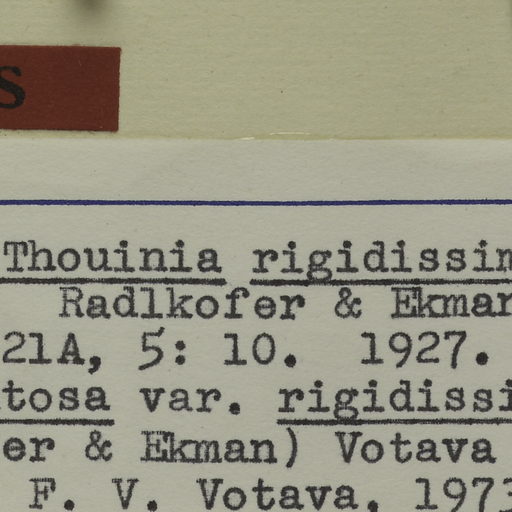 s
Thouinia rigidissim
Radlkofer & Ekman
21A, 5: 10. 1927.
tosa var. rigidissi
er & Ekman) Votava
F. V. Votava, 1973